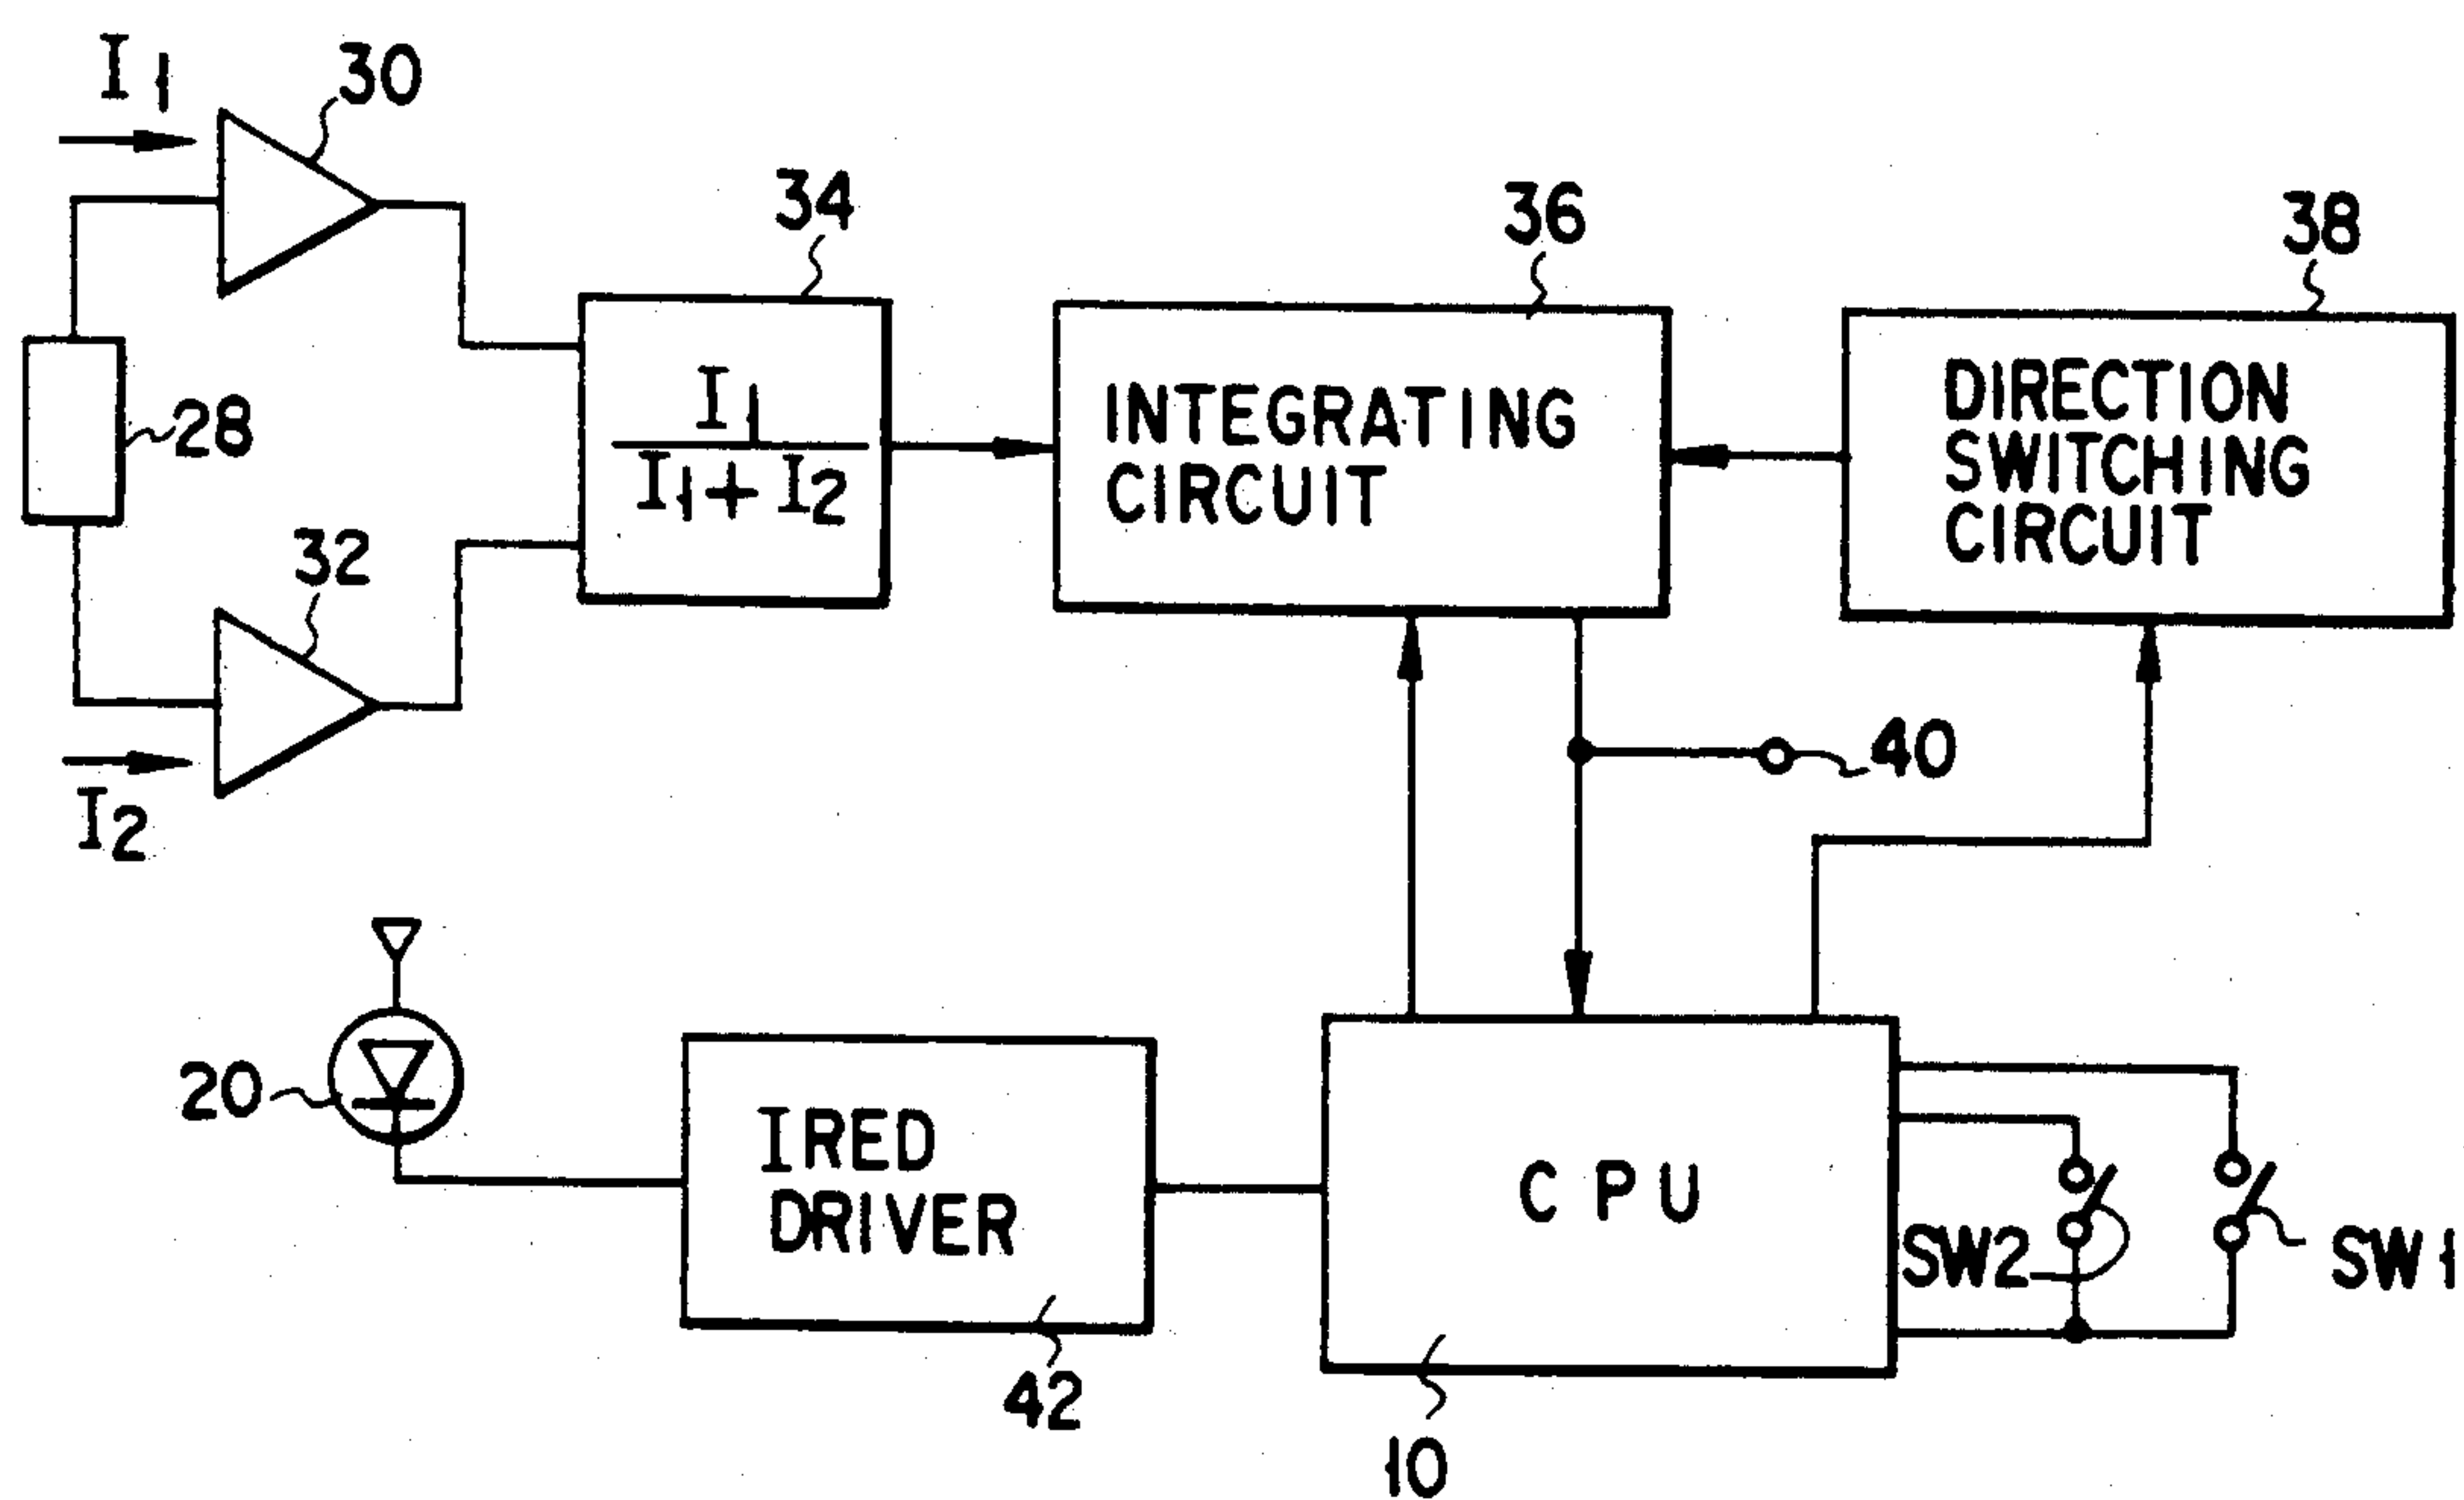 I1
30
34
36
38
I1
I1 + I2
INTEGRATING
CIRCUIT
DIRECTION
SWITCHING
CIRCUIT
28
32
I2
40
20
IRED
DRIVER
CPU
SW2
SW1
42
10